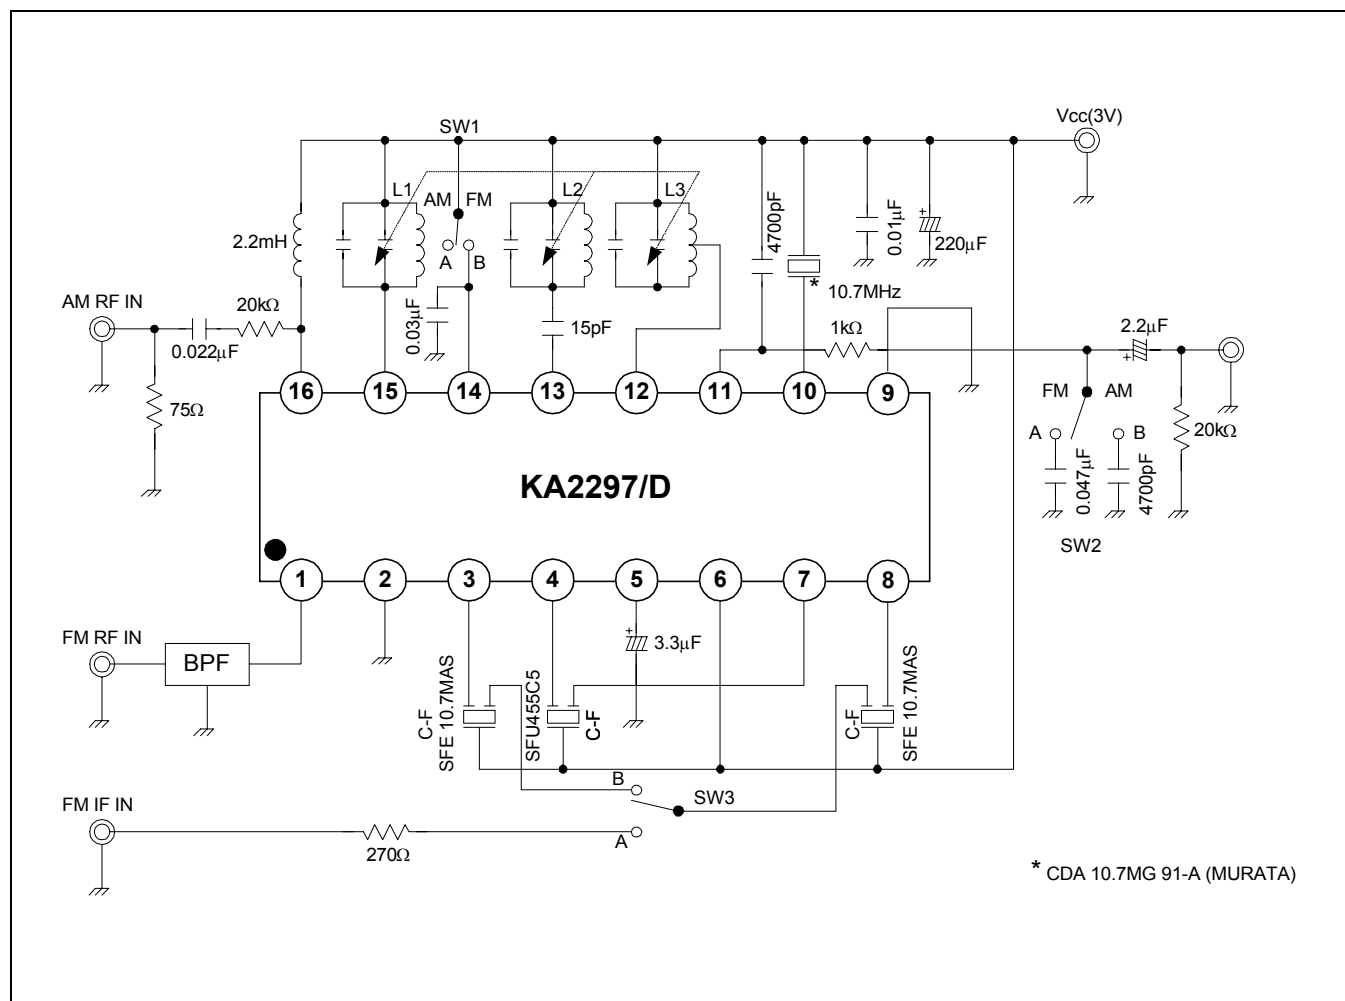 Vcc(3V)
SW1
L1
AM
FM
L2
L3
A
B
2.2mH
4700pF
0.01µF
220µF
* 10.7MHz
AM RF IN
20kΩ
0.022µF
0.03µF
15pF
1kΩ
2.2µF
75Ω
16
15
14
13
12
11
10
9
FM
AM
A
B
20kΩ
0.047µF
4700pF
SW2
KA2297/D
1
2
3
4
5
6
7
8
FM RF IN
BPF
C-F
SFE 10.7MAS
SFU455C5
C-F
3.3µF
C-F
SFE 10.7MAS
B
SW3
A
FM IF IN
270Ω
* CDA 10.7MG 91-A (MURATA)